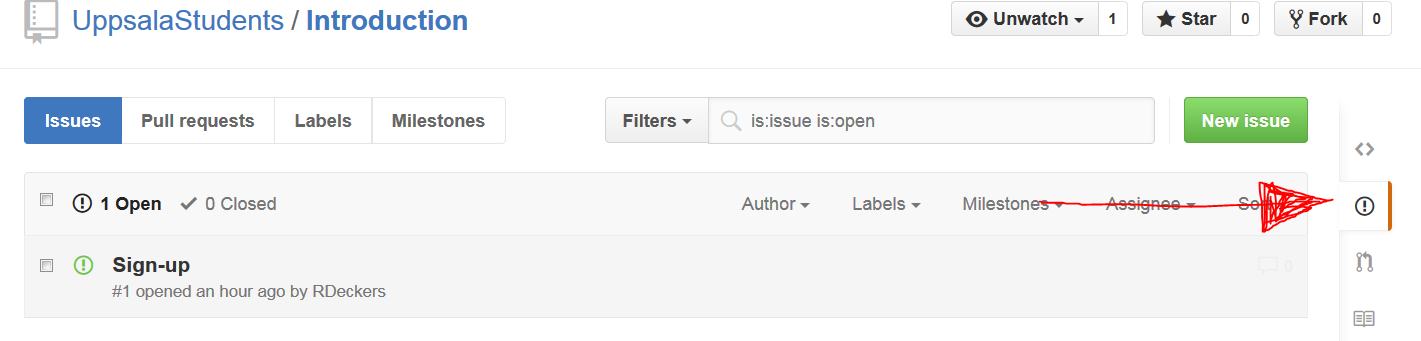 UppsalaStudents / Introduction
Unwatch 1 Star 0 Fork 0
Issues Pull requests Labels Milestones Filters is:issue is:open New issue
1 Open 0 Closed Author Labels Milestones Assignee
Sign-up 0
#1 opened an hour ago by RDeckers